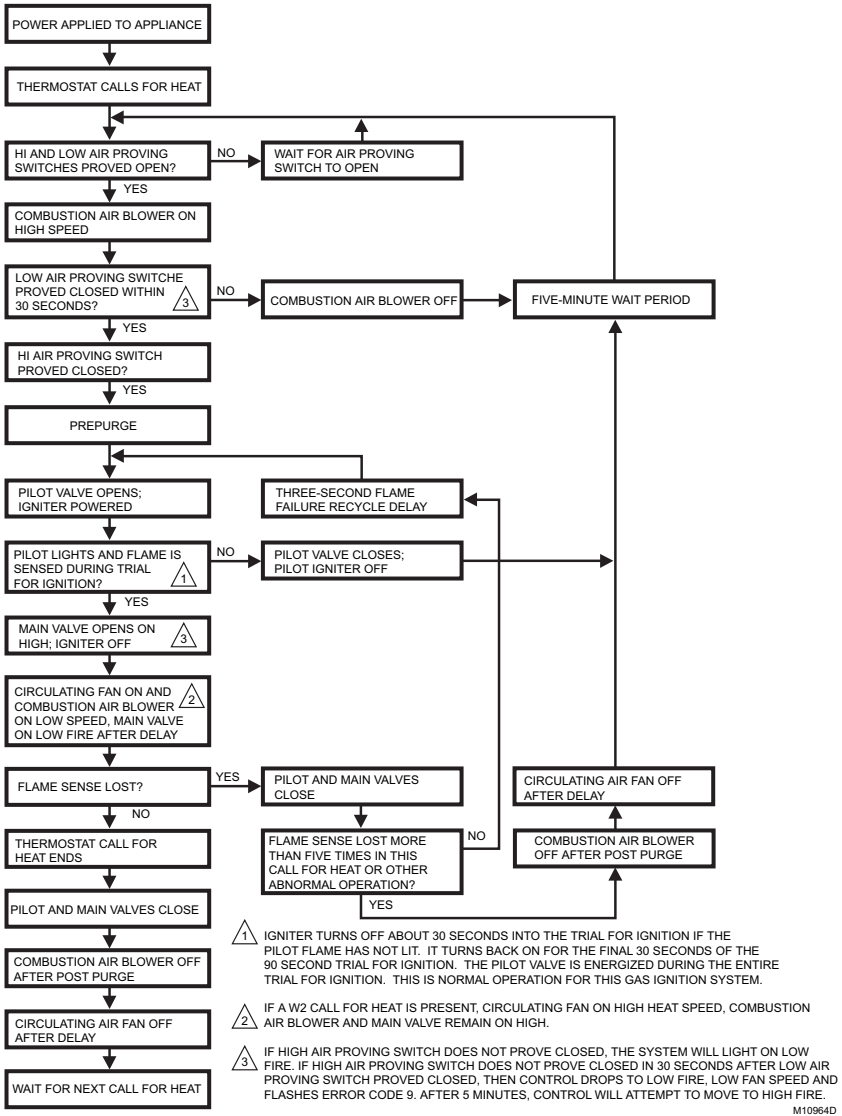 POWER APPLIED TO APPLIANCE
THERMOSTAT CALLS FOR HEAT
HI AND LOW AIR PROVING
SWITCHES PROVED OPEN?
NO
WAIT FOR AIR PROVING
SWITCH TO OPEN
YES
COMBUSTION AIR BLOWER ON
HIGH SPEED
LOW AIR PROVING SWITCHE
PROVED CLOSED WITHIN
30 SECONDS?
3
NO
COMBUSTION AIR BLOWER OFF
FIVE-MINUTE WAIT PERIOD
YES
HI AIR PROVING SWITCH
PROVED CLOSED?
YES
PREPURGE
PILOT VALVE OPENS;
IGNITER POWERED
THREE-SECOND FLAME
FAILURE RECYCLE DELAY
PILOT LIGHTS AND FLAME IS
SENSED DURING TRIAL
FOR IGNITION?
1
NO
PILOT VALVE CLOSES;
PILOT IGNITER OFF
YES
MAIN VALVE OPENS ON
HIGH; IGNITER OFF
3
CIRCULATING FAN ON AND
COMBUSTION AIR BLOWER
ON LOW SPEED, MAIN VALVE
ON LOW FIRE AFTER DELAY
2
FLAME SENSE LOST?
YES
PILOT AND MAIN VALVES
CLOSE
CIRCULATING AIR FAN OFF
AFTER DELAY
NO
THERMOSTAT CALL FOR
HEAT ENDS
FLAME SENSE LOST MORE
THAN FIVE TIMES IN THIS
CALL FOR HEAT OR OTHER
ABNORMAL OPERATION?
NO
COMBUSTION AIR BLOWER
OFF AFTER POST PURGE
YES
PILOT AND MAIN VALVES CLOSE
COMBUSTION AIR BLOWER OFF
AFTER POST PURGE
CIRCULATING AIR FAN OFF
AFTER DELAY
WAIT FOR NEXT CALL FOR HEAT
1
IGNITER TURNS OFF ABOUT 30 SECONDS INTO THE TRIAL FOR IGNITION IF THE
PILOT FLAME HAS NOT LIT. IT TURNS BACK ON FOR THE FINAL 30 SECONDS OF THE
90 SECOND TRIAL FOR IGNITION. THE PILOT VALVE IS ENERGIZED DURING THE ENTIRE
TRIAL FOR IGNITION. THIS IS NORMAL OPERATION FOR THIS GAS IGNITION SYSTEM.
2
IF A W2 CALL FOR HEAT IS PRESENT, CIRCULATING FAN ON HIGH HEAT SPEED, COMBUSTION
AIR BLOWER AND MAIN VALVE REMAIN ON HIGH.
3
IF HIGH AIR PROVING SWITCH DOES NOT PROVE CLOSED, THE SYSTEM WILL LIGHT ON LOW
FIRE. IF HIGH AIR PROVING SWITCH DOES NOT PROVE CLOSED IN 30 SECONDS AFTER LOW AIR
PROVING SWITCH PROVED CLOSED, THEN CONTROL DROPS TO LOW FIRE, LOW FAN SPEED AND
FLASHES ERROR CODE 9. AFTER 5 MINUTES, CONTROL WILL ATTEMPT TO MOVE TO HIGH FIRE.
M10964D